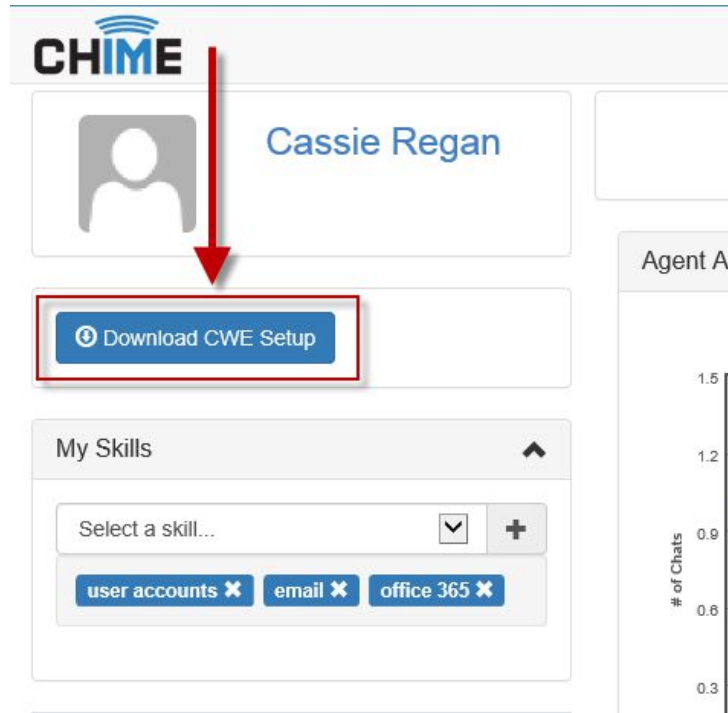 CHIME
Cassie Regan
Download CWE Setup
My Skills
Select a skill...
user accounts email office 365
Agent A
1.5
1.2
0.9
0.6
0.3
# of Chats